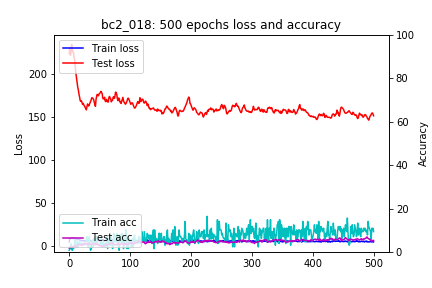 bc2_018: 500 epochs loss and accuracy
Train loss
Test loss
Train acc
Test acc
Loss
0
50
100
150
200
Accuracy
0
20
40
60
80
100
0
100
200
300
400
500